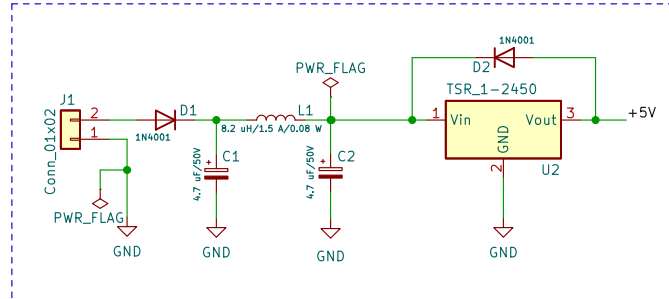 1N4001
D2
PWR_FLAG
TSR_1-2450
J1
2
D1
L1
1
Vin
Vout
3
+5V
1
1N4001
8.2 uH/1.5 A/0.08 W
GND
Conn_01x02
4.7 uF/50V
C1
4.7 uF/50V
C2
2
U2
PWR_FLAG
GND
GND
GND
GND